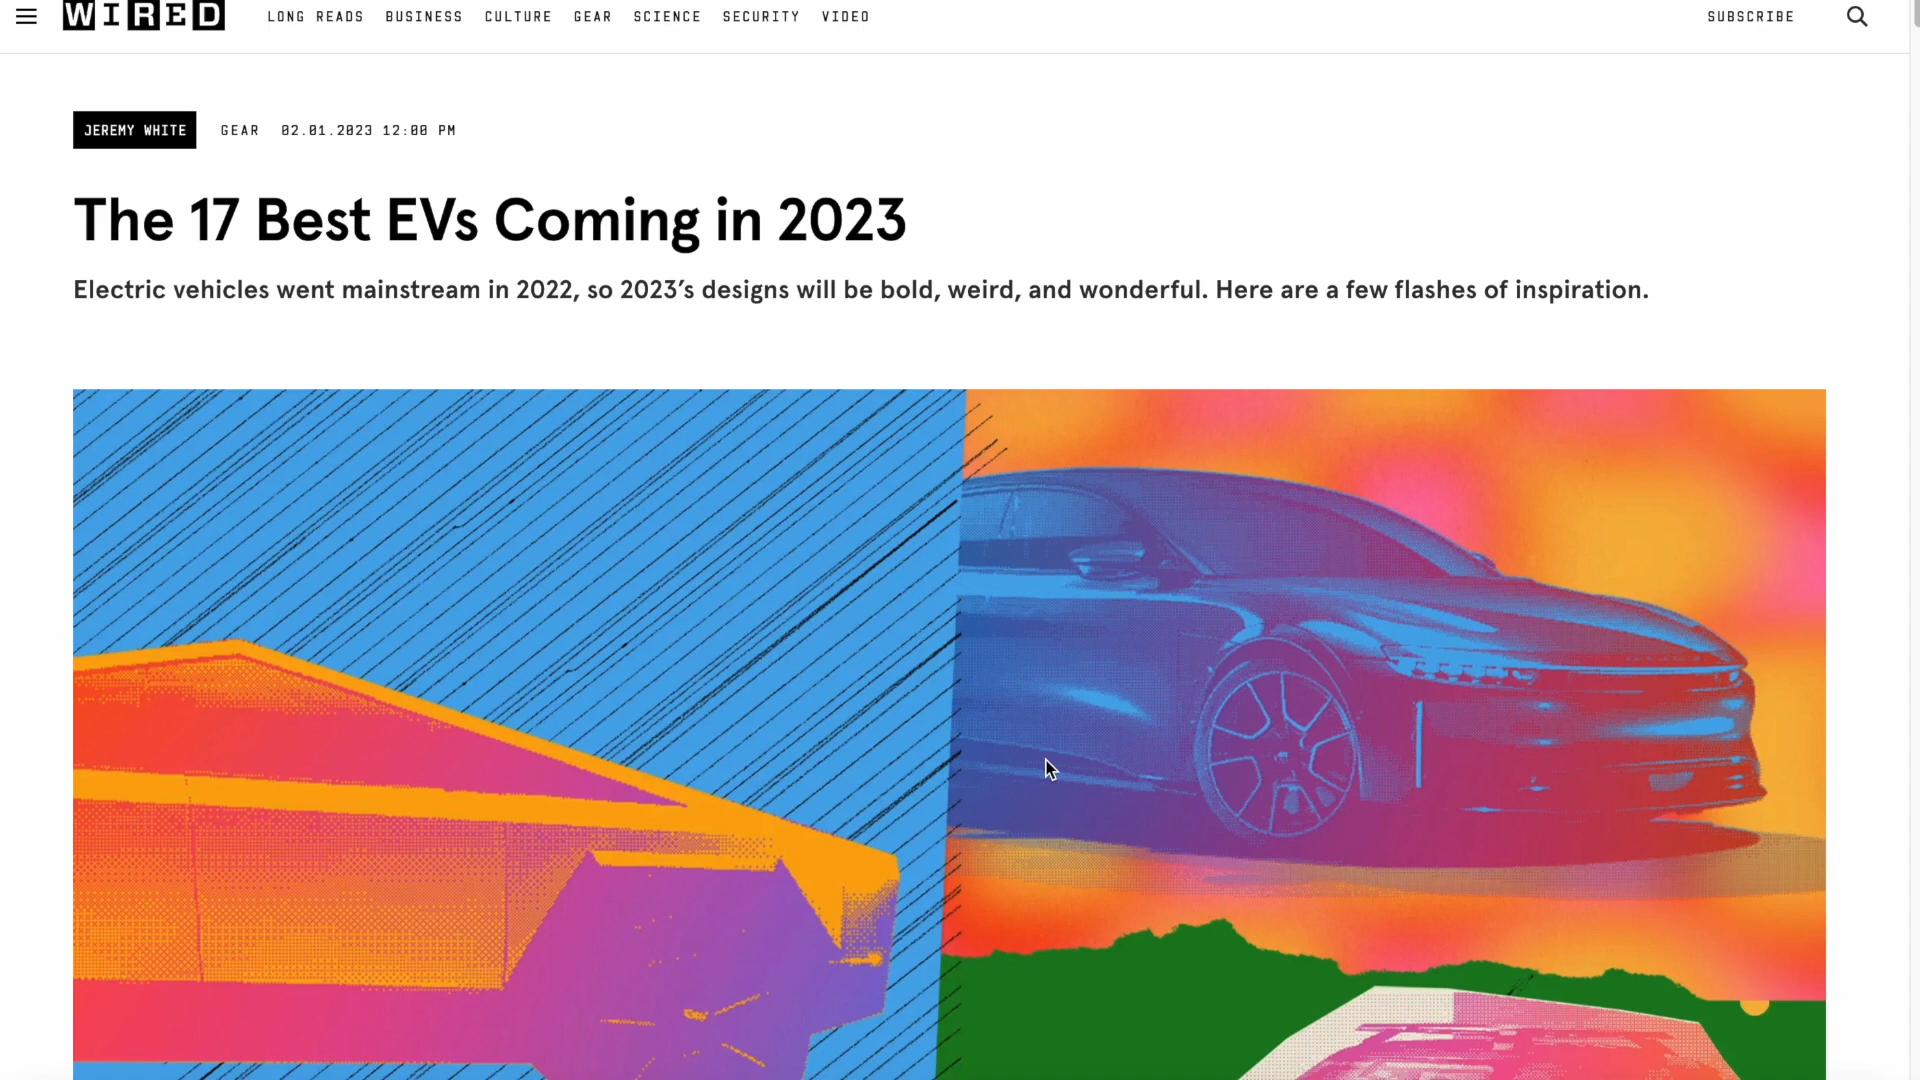 WIRED
LONG READS BUSINESS CULTURE GEAR SCIENCE SECURITY VIDEO
SUBSCRIBE
JEREMY WHITE GEAR 02.01.2023 12:00 PM
The 17 Best EVs Coming in 2023
Electric vehicles went mainstream in 2022, so 2023’s designs will be bold, weird, and wonderful. Here are a few flashes of inspiration.